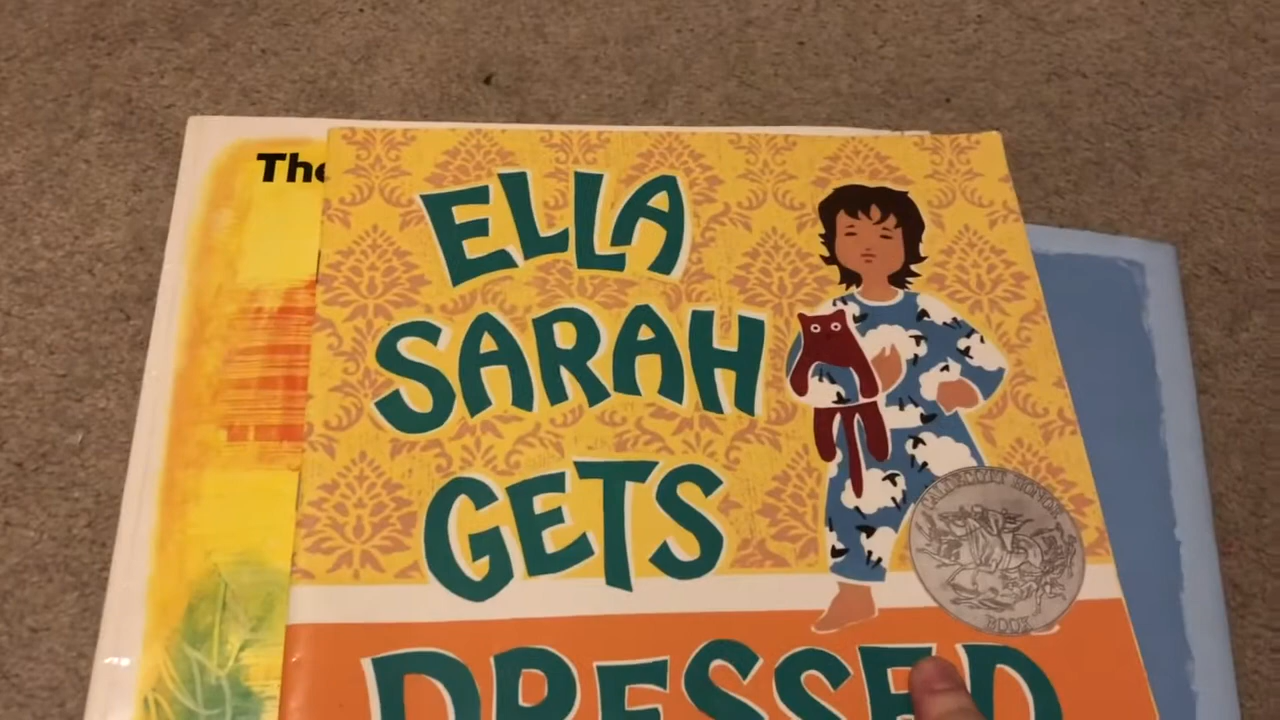 The
ELLA
SARAH
GETS
DRESSED
CALDECOTT HONOR
BOOK